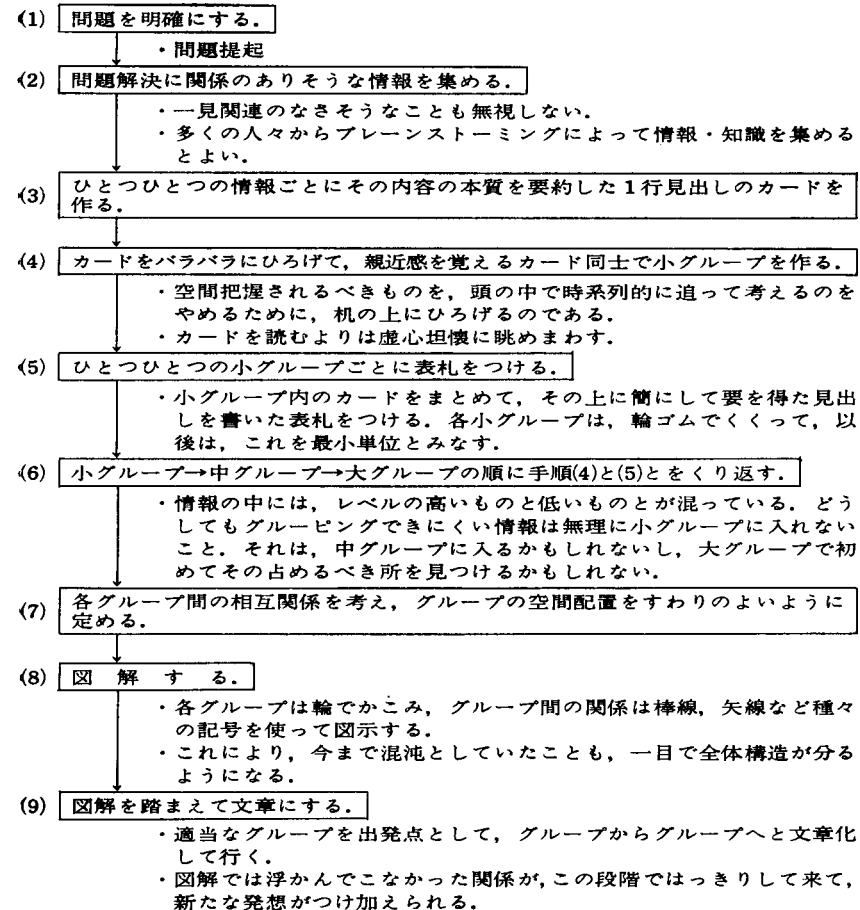 (1) 問題を明確にする．
・問題提起
(2) 問題解決に関係のありそうな情報を集める．
・一見関連のなさそうなことも無視しない．
・多くの人々からブレーンストーミングによって情報・知識を集める
とよい．
(3) ひとつひとつの情報ごとにその内容の本質を要約した1行見出しのカードを
作る．
(4) カードをバラバラにひろげて，親近感を覚えるカード同士で小グループを作る．
・空間把握されるべきものを，頭の中で時系列的に追って考えるのを
やめるために，机の上にひろげるのである．
・カードを読むよりは虚心坦懐に眺めまわす．
(5) ひとつひとつの小グループごとに表札をつける．
・小グループ内のカードをまとめて，その上に簡にして要を得た見出
しを書いた表札をつける．各小グループは，輪ゴムでくくって，以
後は，これを最小単位とみなす．
(6) 小グループ→中グループ→大グループの順に手順(4)と(5)とをくり返す．
・情報の中には，レベルの高いものと低いものとが混っている．どう
してもグルーピングできにくい情報は無理に小グループに入れない
こと．それは，中グループに入るかもしれないし，大グループで初
めてその占めるべき所を見つけるかもしれない．
(7) 各グループ間の相互関係を考え，グループの空間配置をすわりのよいように
定める．
(8) 図解する．
・各グループは輪でかこみ，グループ間の関係は棒線，矢線など種々
の記号を使って図示する．
・これにより，今まで混沌としていたことも，一目で全体構造が分る
ようになる．
(9) 図解を踏まえて文章にする．
・適当なグループを出発点として，グループからグループへと文章化
して行く．
・図解では浮かんでこなかった関係が，この段階ではっきりして来て，
新たな発想がつけ加えられる．